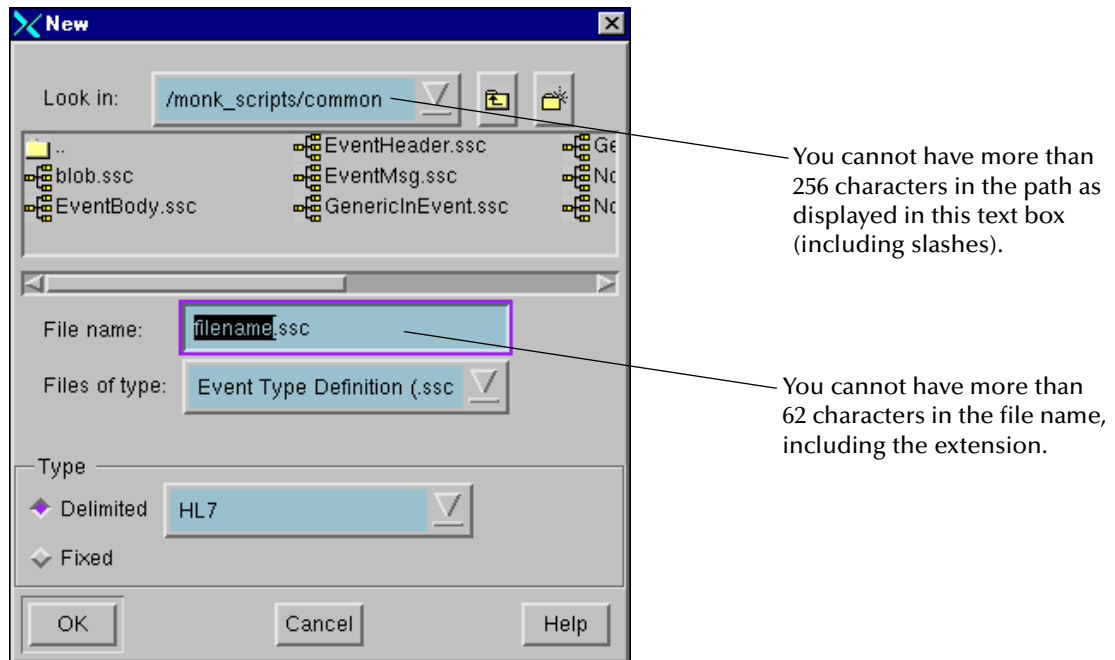 New
Look in:
/monk_scripts/common
..
EventHeader.ssc
Ge
blob.ssc
EventMsg.ssc
Nc
EventBody.ssc
GenericInEvent.ssc
Nc
You cannot have more than
256 characters in the path as
displayed in this text box
(including slashes).
File name:
filename.ssc
Files of type:
Event Type Definition (.ssc
You cannot have more than
62 characters in the file name,
including the extension.
Type
Delimited
HL7
Fixed
OK
Cancel
Help